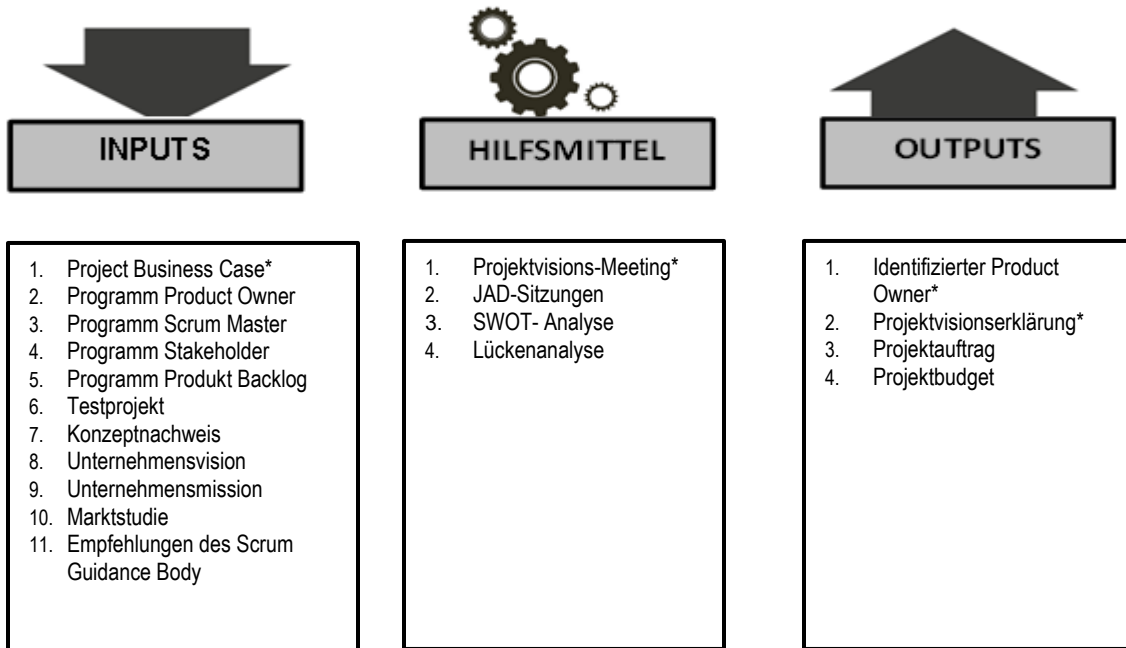 INPUTS
HILFSMITTEL
OUTPUTS
1. Project Business Case*
2. Programm Product Owner
3. Programm Scrum Master
4. Programm Stakeholder
5. Programm Produkt Backlog
6. Testprojekt
7. Konzeptnachweis
8. Unternehmensvision
9. Unternehmensmission
10. Marktstudie
11. Empfehlungen des Scrum
Guidance Body
1. Projektvisions-Meeting*
2. JAD-Sitzungen
3. SWOT- Analyse
4. Lückenanalyse
1. Identifizierter Product
Owner*
2. Projektvisionserklärung*
3. Projektauftrag
4. Projektbudget